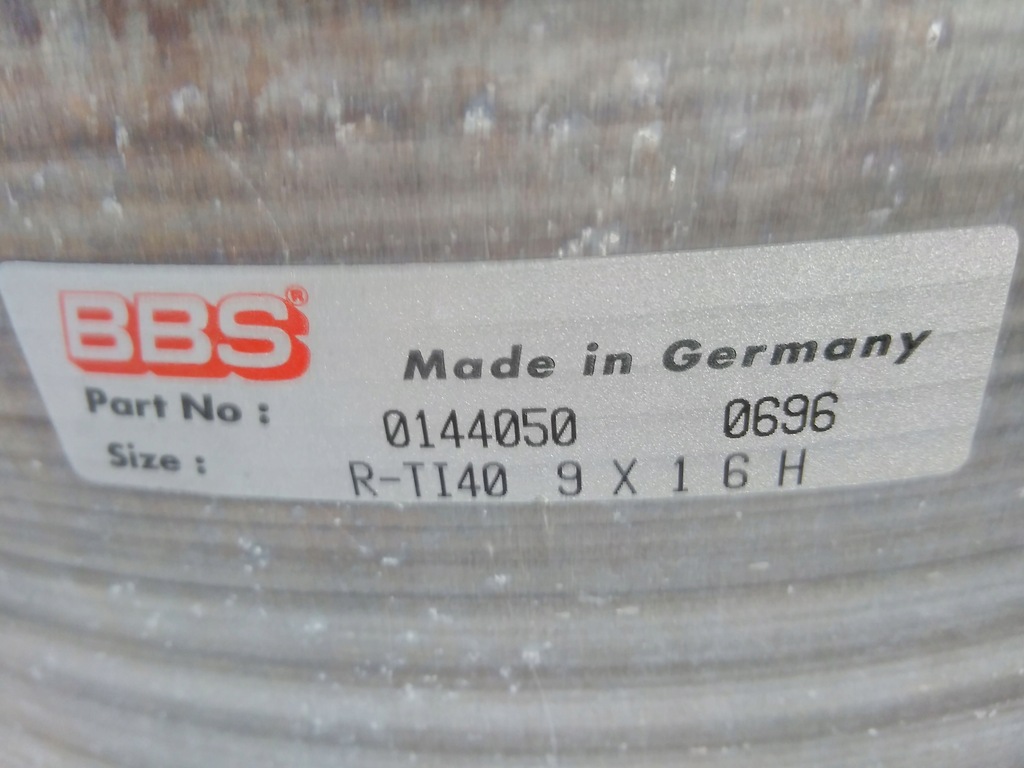 BBS®
Made in Germany
Part No : 0144050 0696
Size : R-TI40 9 X 1 6 H